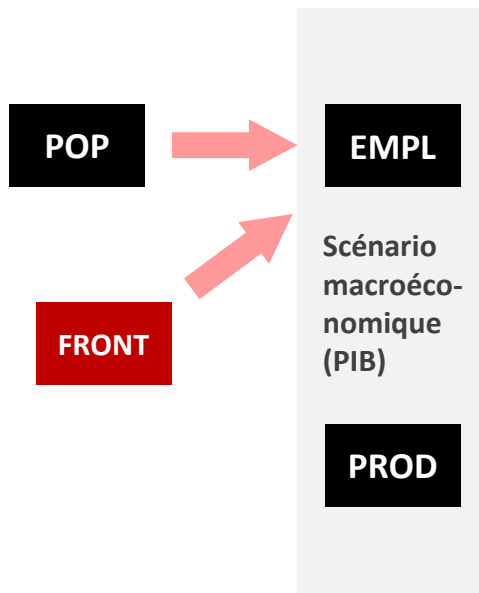 POP
EMPL
Scénario
macroéco-
nomique
(PIB)
FRONT
PROD